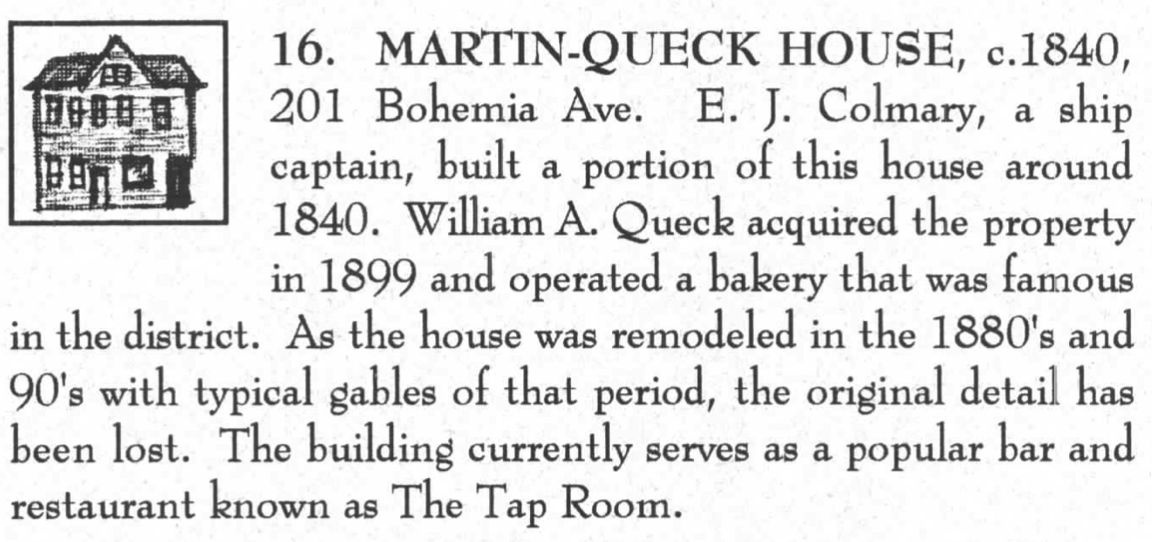 16. MARTIN-QUECK HOUSE, c.1840,
201 Bohemia Ave. E. J. Colmary, a ship
captain, built a portion of this house around
1840. William A. Queck acquired the property
in 1899 and operated a bakery that was famous
in the district. As the house was remodeled in the 1880's and
90's with typical gables of that period, the original detail has
been lost. The building currently serves as a popular bar and
restaurant known as The Tap Room.